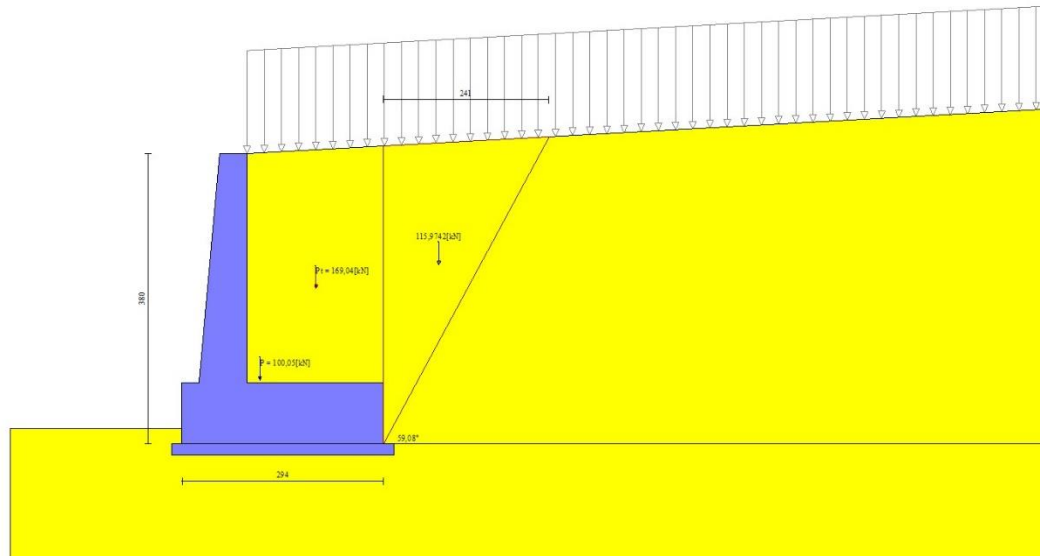 241
115,9742[kN]
Pt = 169,04[kN]
380
P = 100,05[kN]
59,08°
294